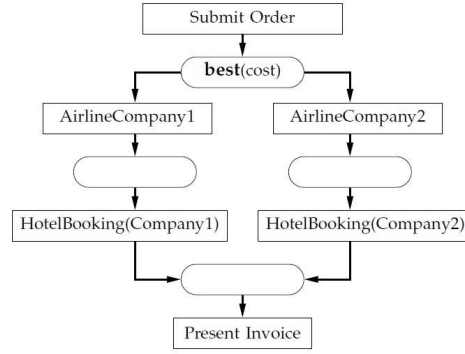 Submit Order
best(cost)
AirlineCompany1
AirlineCompany2
HotelBooking(Company1)
HotelBooking(Company2)
Present Invoice